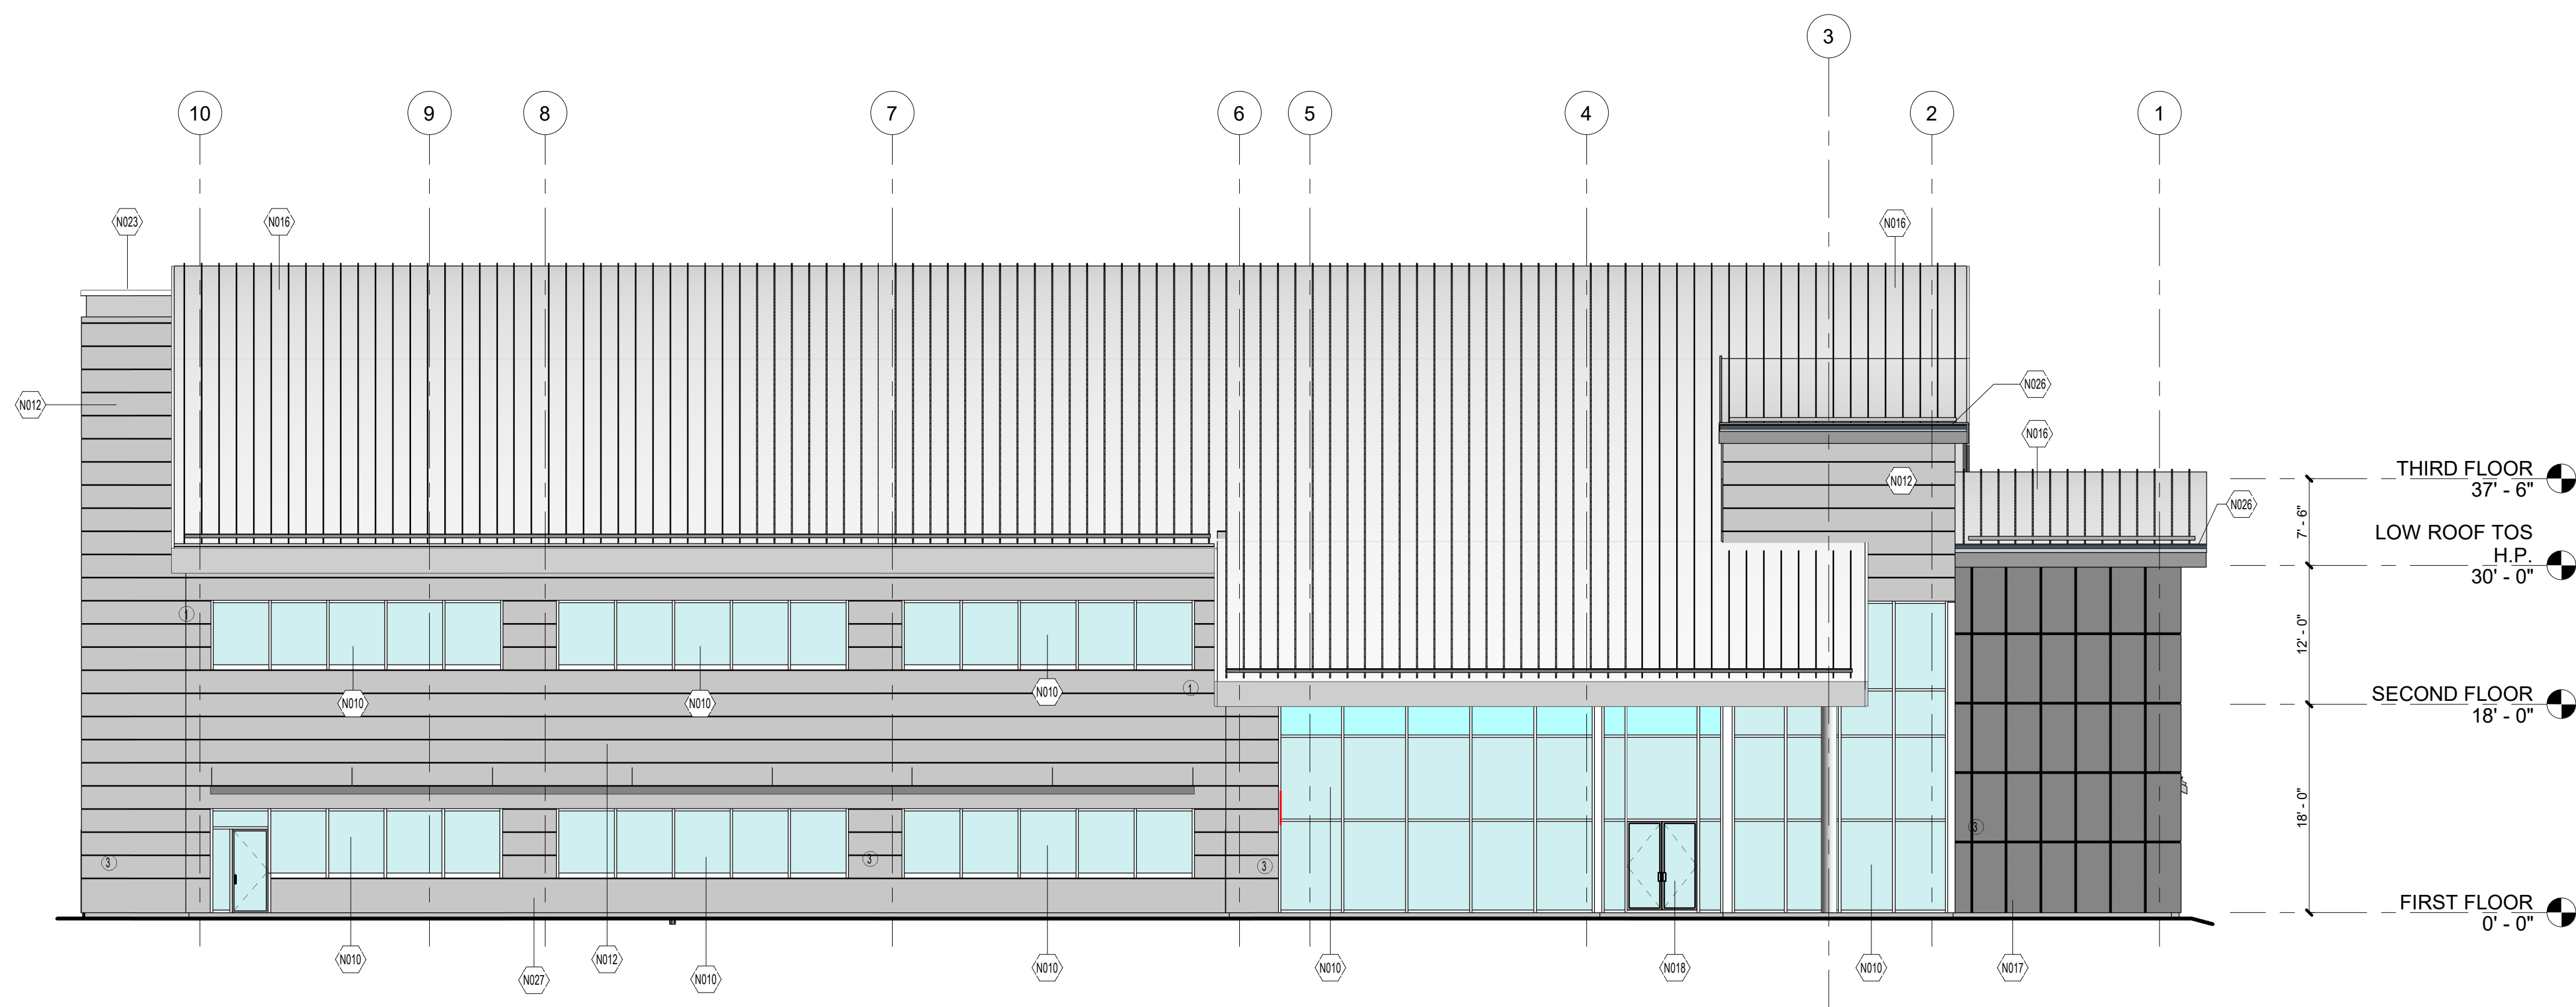 3
10
9
8
7
6
5
4
2
1
N023
N016
N016
N012
N026
N016
N012
N026
THIRD FLOOR
37' - 6"
7' - 6"
LOW ROOF TOS
H.P.
30' - 0"
12' - 0"
1
N010
N010
N010
1
SECOND FLOOR
18' - 0"
18' - 0"
3
3
3
3
FIRST FLOOR
0' - 0"
N010
N027
N012
N010
N010
N010
N018
N010
N017